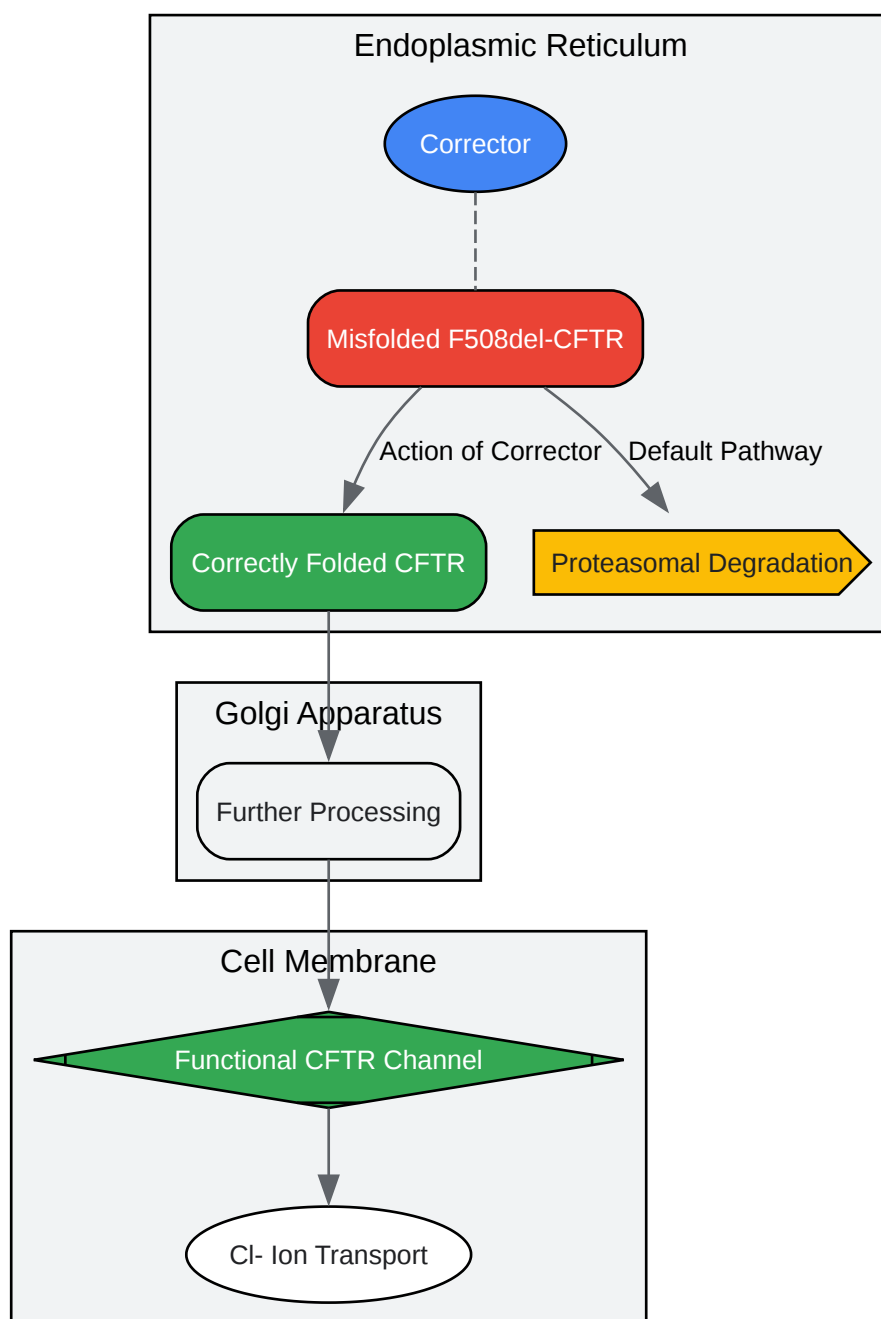 Endoplasmic Reticulum
Corrector
Misfolded F508del-CFTR
Action of Corrector
Default Pathway
Correctly Folded CFTR
Proteasomal Degradation
Golgi Apparatus
Further Processing
Cell Membrane
Functional CFTR Channel
Cl- Ion Transport